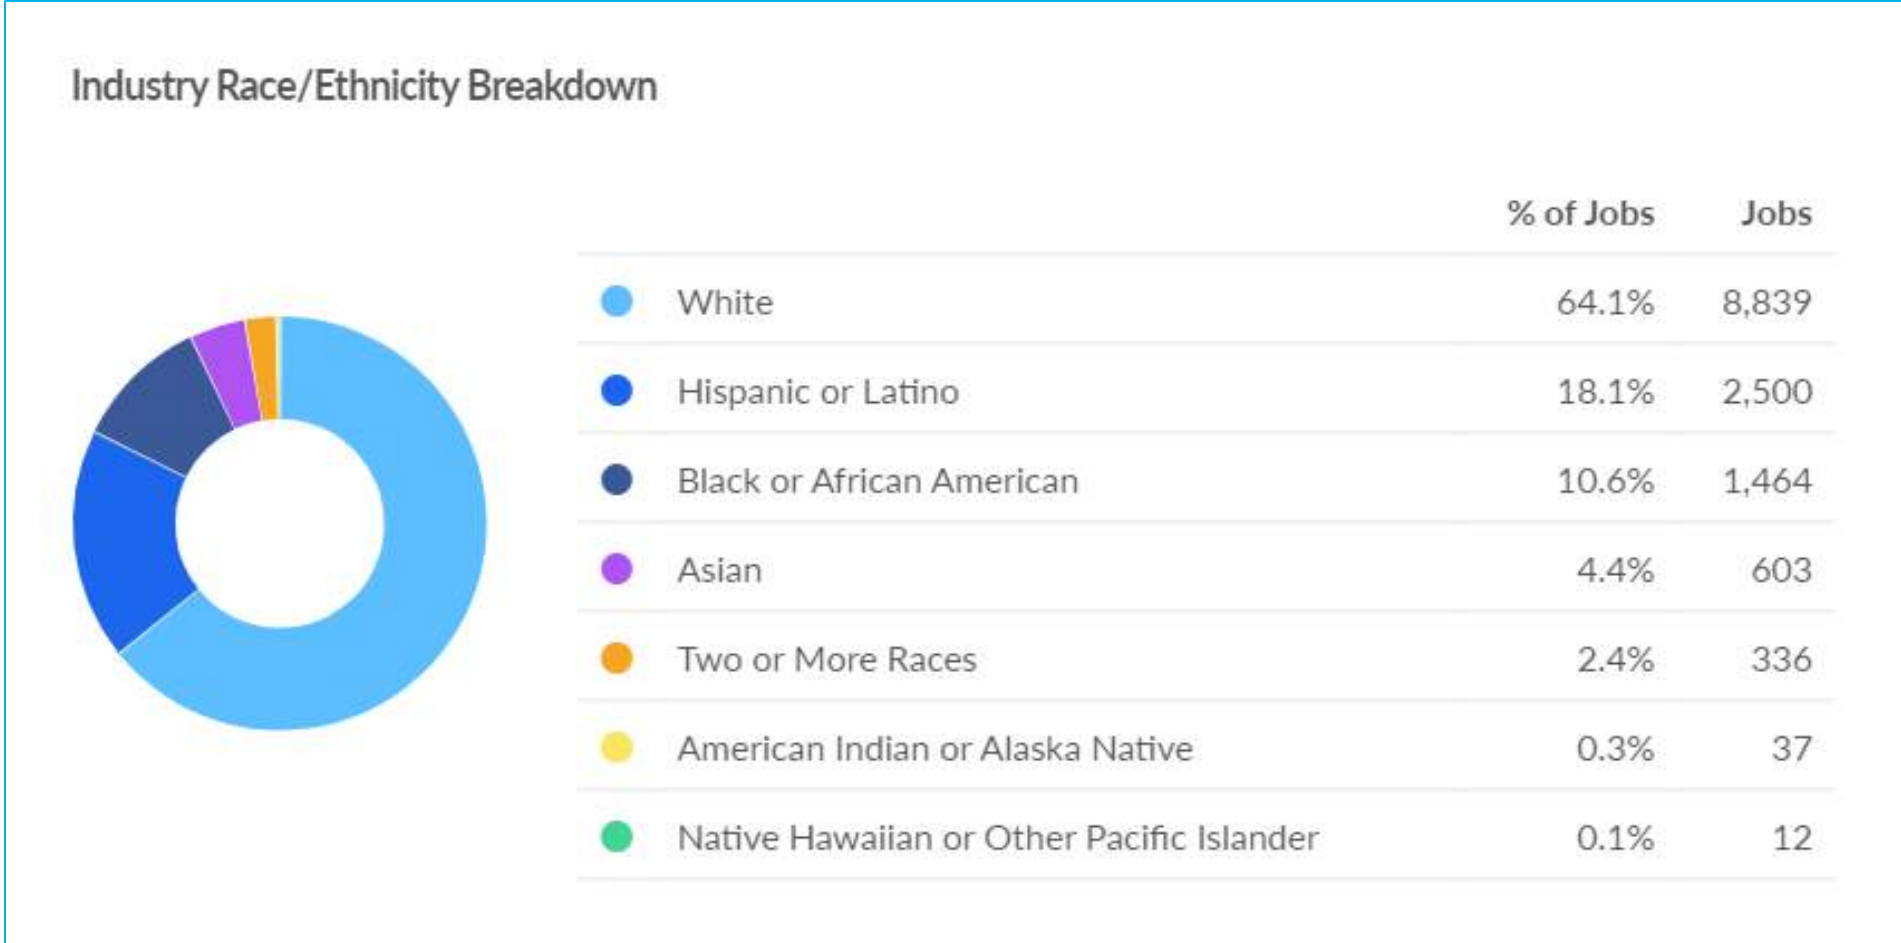 Industry Race/Ethnicity Breakdown
% of Jobs Jobs
White 64.1% 8,839
Hispanic or Latino 18.1% 2,500
Black or African American 10.6% 1,464
Asian 4.4% 603
Two or More Races 2.4% 336
American Indian or Alaska Native 0.3% 37
Native Hawaiian or Other Pacific Islander 0.1% 12